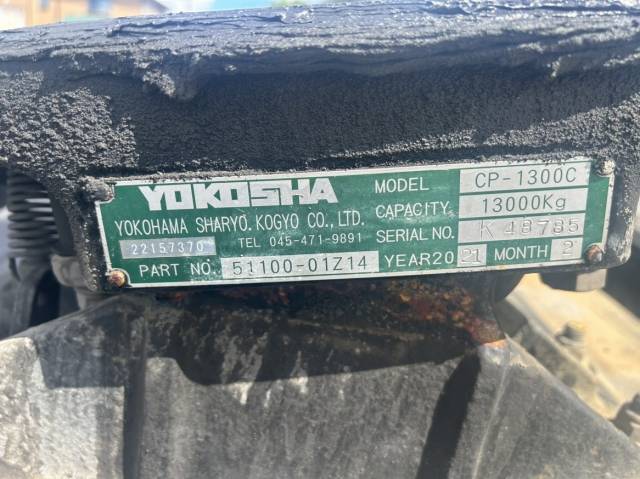 YOKOSHA
YOKOHAMA SHARYO. KOGYO CO., LTD.
22157370 TEL 045-471-9891
PART NO. 51100-01Z14
MODEL CP-1300C
CAPACITY. 13000Kg
SERIAL NO. K 48785
YEAR20 21 MONTH 2